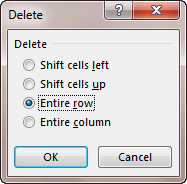 Delete
?
Delete
Shift cells left
Shift cells up
Entire row
Entire column
OK
Cancel